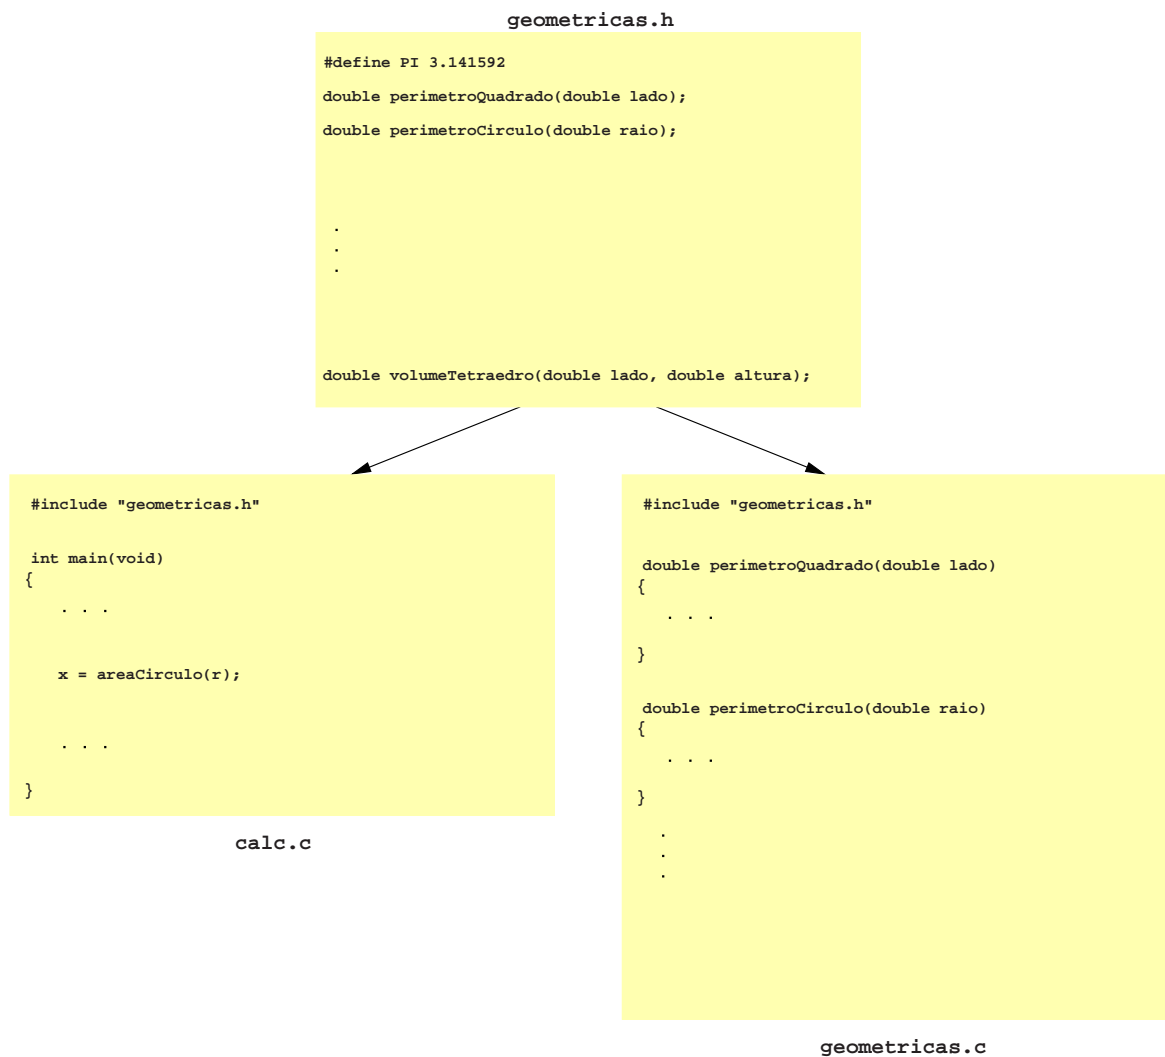 geometricas.h
#define PI 3.141592
double perimetroQuadrado(double lado);
double perimetroCirculo(double raio);
.
.
.
double volumeTetraedro(double lado, double altura);
#include "geometricas.h"
int main(void)
{
. . .
x = areaCirculo(r);
. . .
}
calc.c
#include "geometricas.h"
double perimetroQuadrado(double lado)
{
. . .
}
double perimetroCirculo(double raio)
{
. . .
}
.
.
.
geometricas.c